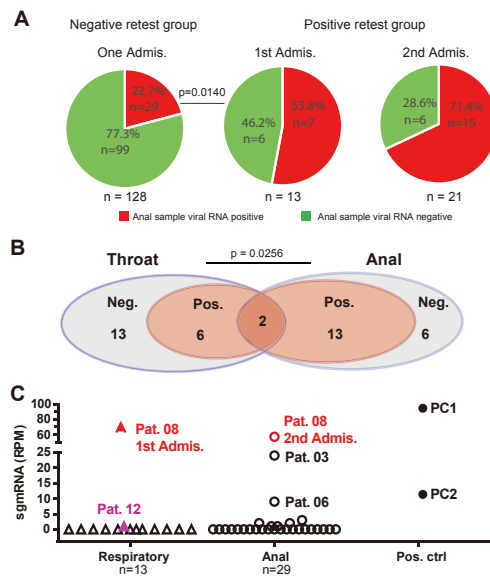 A
Negative retest group
Positive retest group
One Admis.
1st Admis.
2nd Admis.
22.7%
n=29
77.3%
n=99
p=0.0140
46.2%
n=6
53.8%
n=7
28.6%
n=6
71.4%
n=15
n = 128
n = 13
n = 21
Anal sample viral RNA positive
Anal sample viral RNA negative
B
Throat
p = 0.0256
Anal
Neg.
13
Pos.
6
2
Pos.
13
Neg.
6
C
sgmRNA (RPM)
100
90
80
70
60
50
24
20
15
10
5
0
Pat. 08
1st Admis.
Pat. 12
Pat. 08
2nd Admis.
Pat. 03
Pat. 06
PC1
PC2
Respiratory
n=13
Anal
n=29
Pos. ctrl